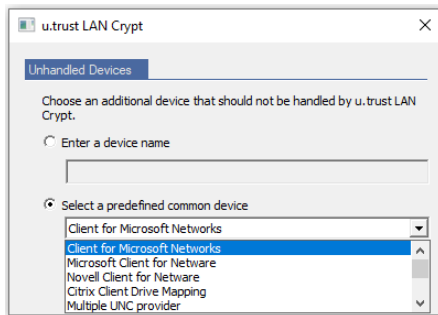 u.trust LAN Crypt
Unhandled Devices
Choose an additional device that should not be handled by u.trust LAN
Crypt.
Enter a device name
Select a predefined common device
Client for Microsoft Networks
Client for Microsoft Networks
Microsoft Client for Netware
Novell Client for Netware
Citrix Client Drive Mapping
Multiple UNC provider